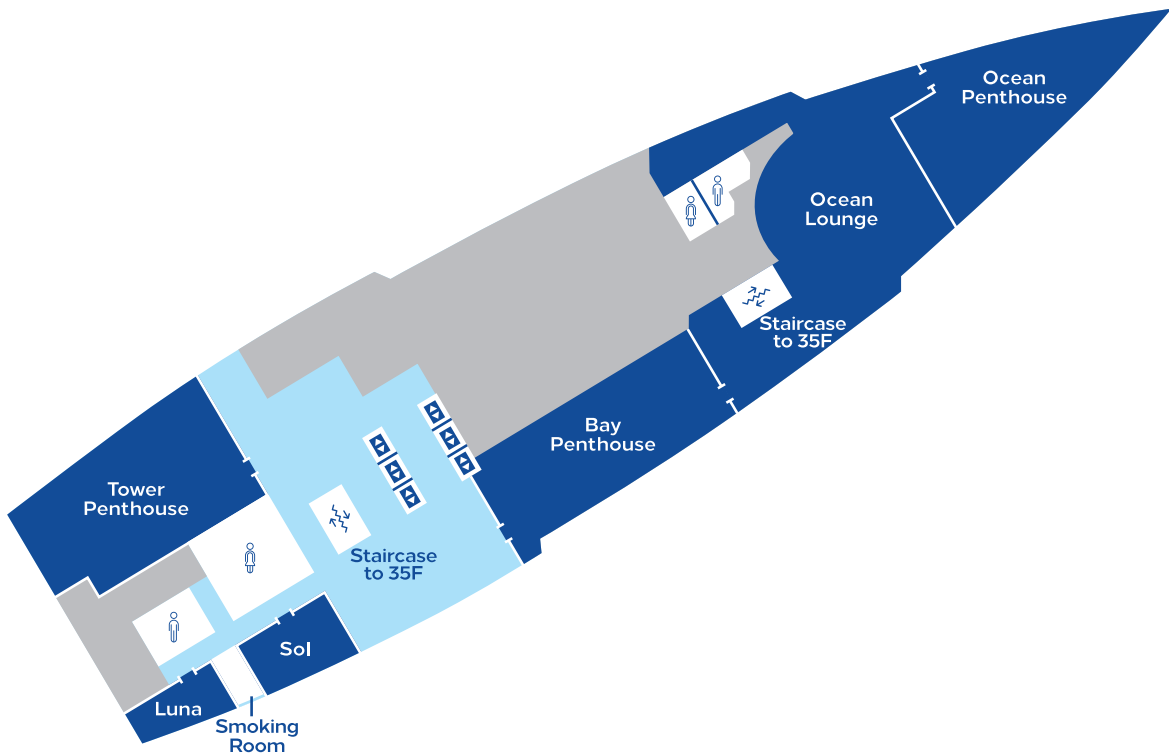 Ocean
Penthouse
Ocean
Lounge
Staircase
to 35F
Bay
Penthouse
Tower
Penthouse
Staircase
to 35F
Sol
Luna
Smoking
Room